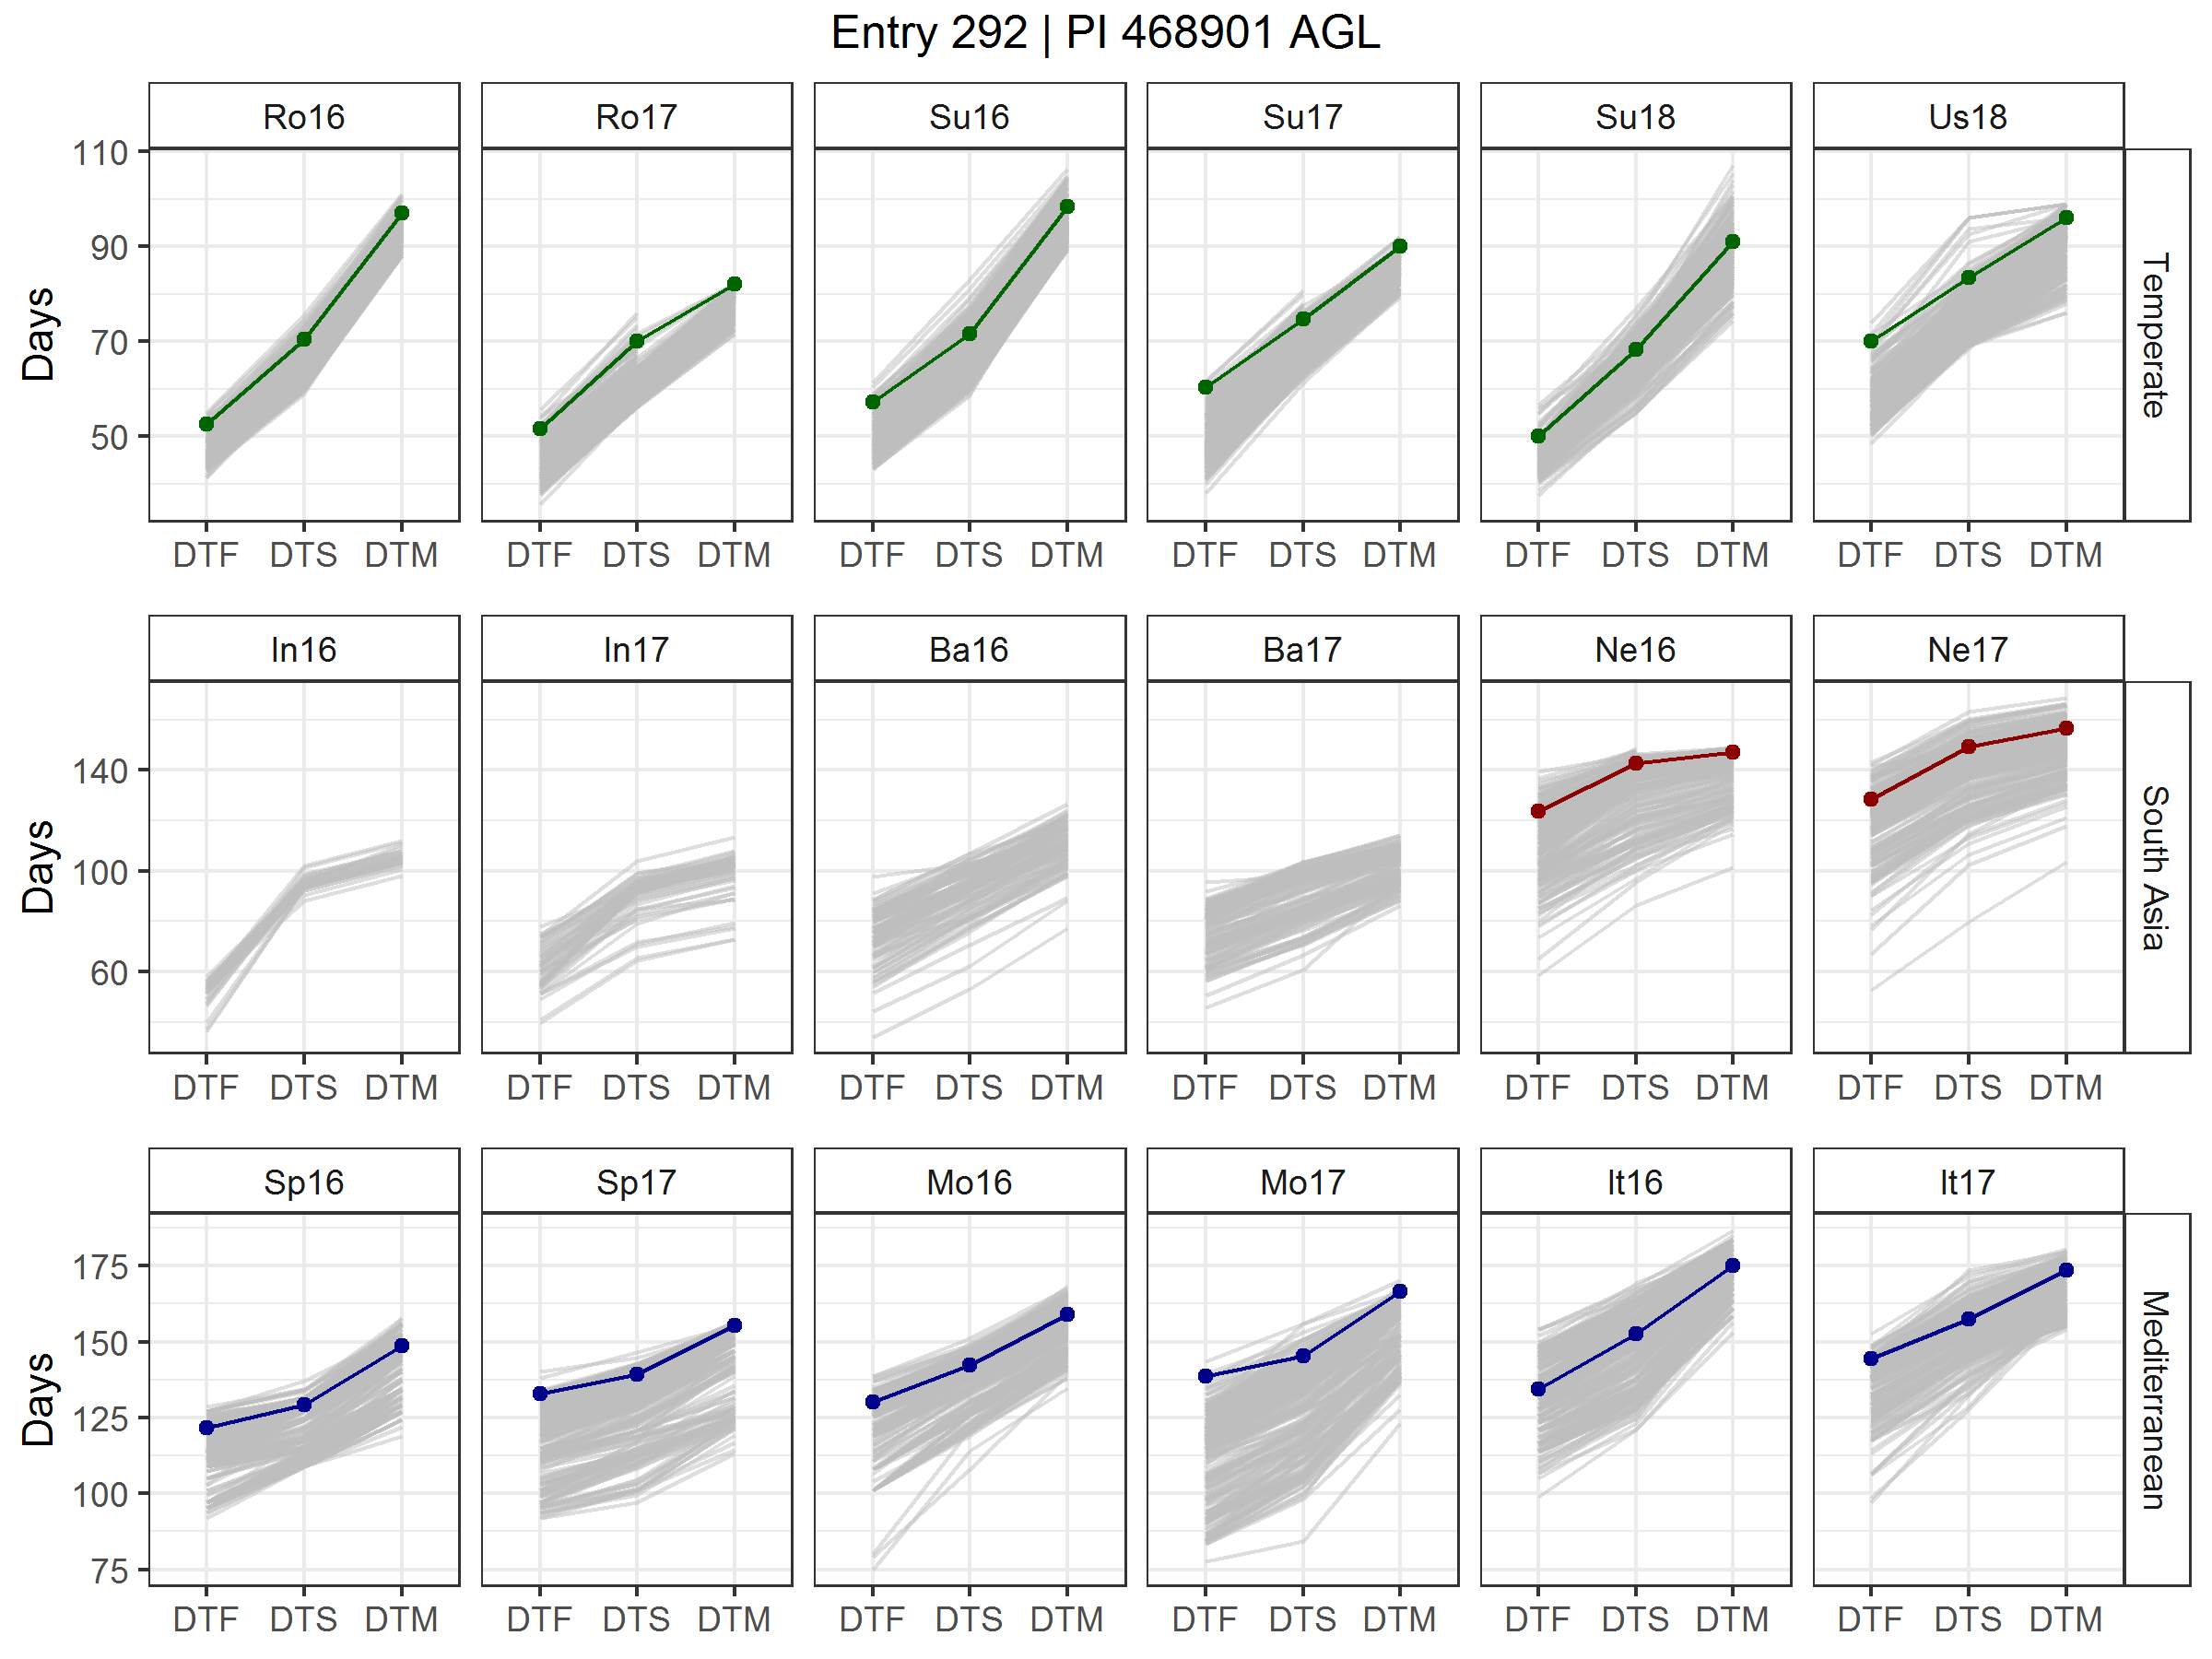 Entry 292 | PI 468901 AGL
Ro16 Ro17 Su16 Su17 Su18 Us18
110
90
70
50
Days
Temperate
DTF DTS DTM DTF DTS DTM DTF DTS DTM DTF DTS DTM DTF DTS DTM DTF DTS DTM
In16 In17 Ba16 Ba17 Ne16 Ne17
140
100
60
Days
South Asia
DTF DTS DTM DTF DTS DTM DTF DTS DTM DTF DTS DTM DTF DTS DTM DTF DTS DTM
Sp16 Sp17 Mo16 Mo17 It16 It17
175
150
125
100
75
Days
Mediterranean
DTF DTS DTM DTF DTS DTM DTF DTS DTM DTF DTS DTM DTF DTS DTM DTF DTS DTM